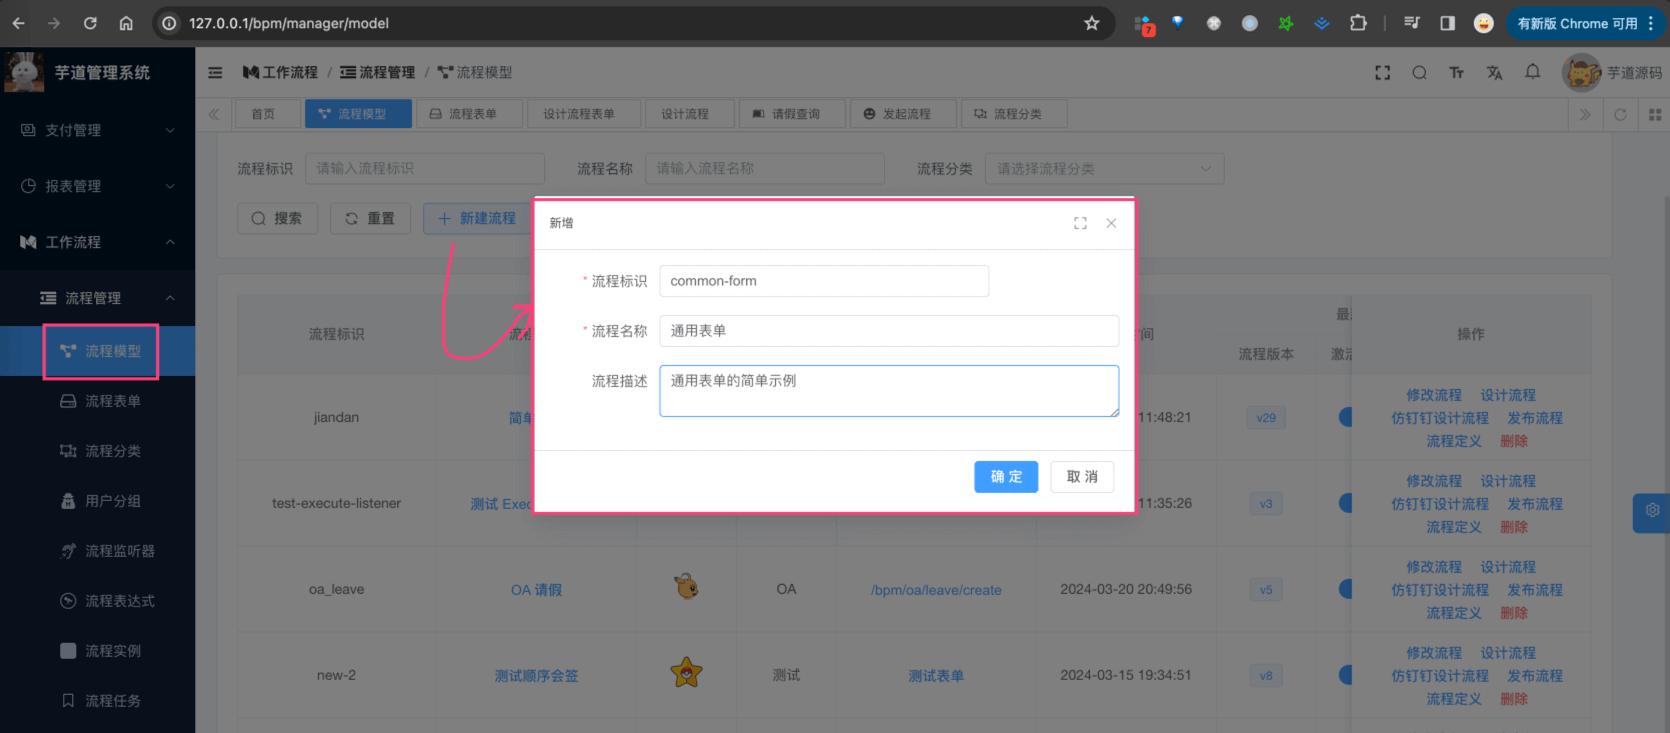 127.0.0.1/bpm/manager/model
7
有新版 Chrome 可用
芋道管理系统
工作流程 / 流程管理 / 流程模型
芋道源码
首页
流程模型
流程表单
设计流程表单
设计流程
请假查询
发起流程
流程分类
支付管理
报表管理
工作流程
流程管理
流程模型
流程表单
流程分类
用户分组
流程监听器
流程表达式
流程实例
流程任务
流程标识 请输入流程标识
流程名称 请输入流程名称
流程分类 请选择流程分类
搜索
重置
新建流程
新增
* 流程标识 common-form
* 流程名称 通用表单
流程描述 通用表单的简单示例
确定
取消
流程标识
流程版本
操作
jiandan
11:48:21
v29
修改流程 设计流程
仿钉钉设计流程 发布流程
流程定义 删除
test-execute-listener
11:35:26
v3
修改流程 设计流程
仿钉钉设计流程 发布流程
流程定义 删除
oa_leave
OA 请假
OA
/bpm/oa/leave/create
2024-03-20 20:49:56
v5
修改流程 设计流程
仿钉钉设计流程 发布流程
流程定义 删除
new-2
测试顺序会签
测试
测试表单
2024-03-15 19:34:51
v8
修改流程 设计流程
仿钉钉设计流程 发布流程
流程定义 删除